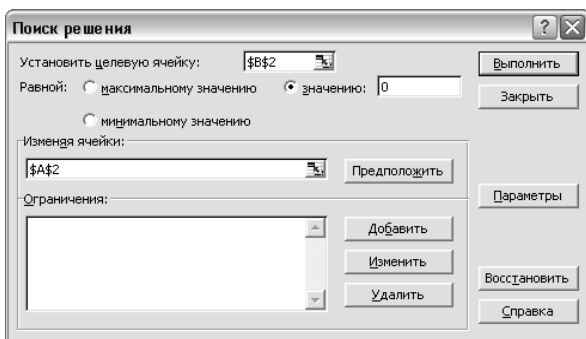 Поиск решения
Установить целевую ячейку: $B$2
Выполнить
Равной: максимальному значению значению: 0
Закрыть
минимальному значению
Изменяя ячейки:
$A$2
Предположить
Параметры
Ограничения:
Добавить
Изменить
Удалить
Восстановить
Справка